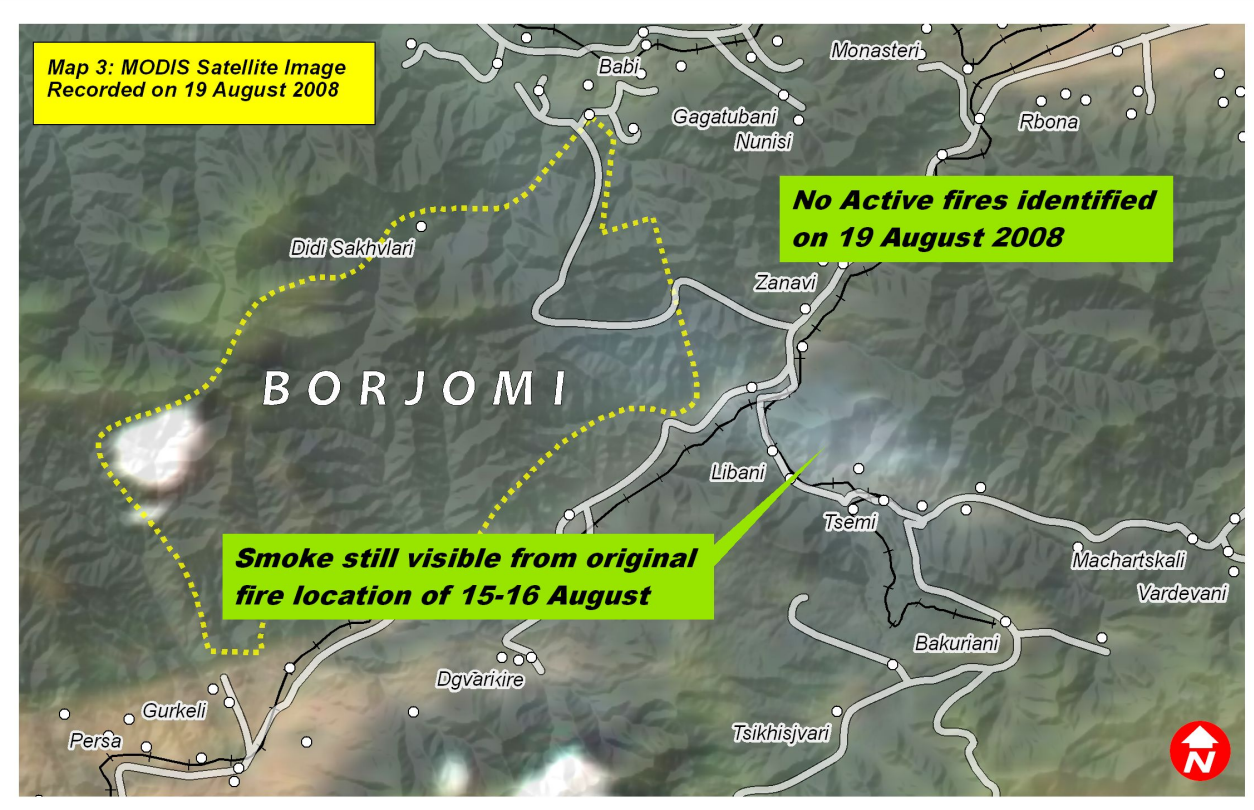 Map 3: MODIS Satellite Image
Recorded on 19 August 2008
Babi
Monasteri
Gagatubani
Nunisi
Rbona
No Active fires identified
on 19 August 2008
Didi Sakhvlari
Zanavi
BORJOMI
Libani
Tsemi
Smoke still visible from original
fire location of 15-16 August
Machartskali
Vardevani
Bakuriani
Gurkeli
Tsikhisjvari
Persa
N